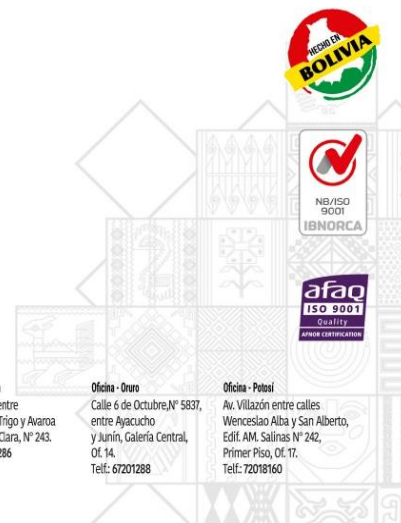 HECHO EN
BOLIVIA
NB/ISO
9001
IBNORCA
afaq
ISO 9001
Quality
AFNOR CERTIFICATION
entre
Trigo y Avaroa
Clara, N° 243.
286
Oficina - Oruro
Calle 6 de Octubre,N° 5837,
entre Ayacucho
y Junín, Galería Central,
Of. 14.
Telf.: 67201288
Oficina - Potosí
Av. Villazón entre calles
Wenceslao Alba y San Alberto,
Edif. AM. Salinas N° 242,
Primer Piso, Of. 17.
Telf.: 72018160